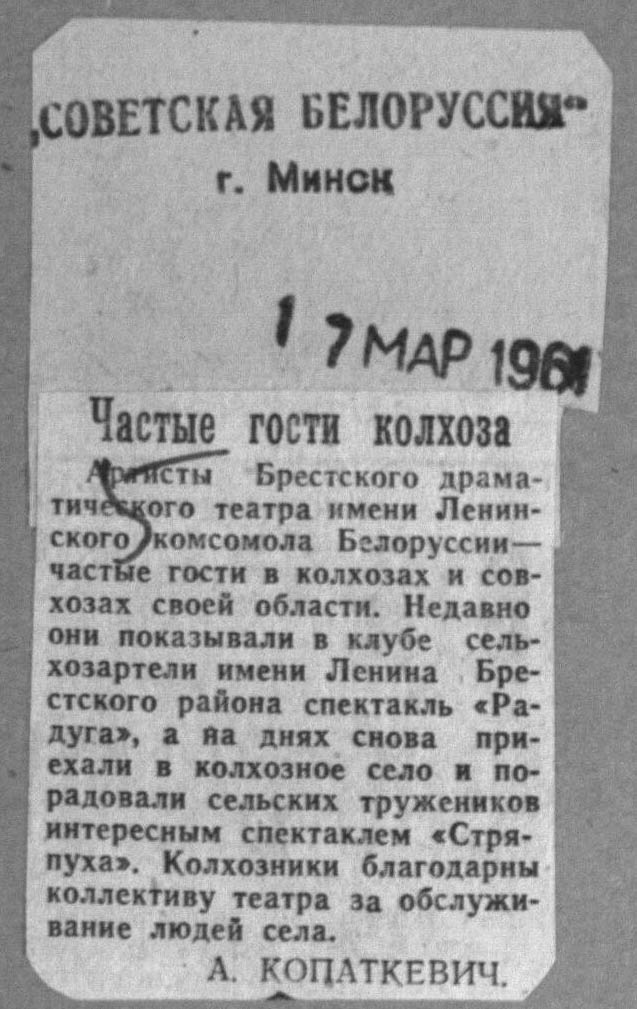 „СОВЕТСКАЯ БЕЛОРУССИЯ“
г. Минск
17 МАР 1961
Частые гости колхоза
Артисты Брестского драма-
тического театра имени Ленин-
ского комсомола Белоруссии—
частые гости в колхозах и сов-
хозах своей области. Недавно
они показывали в клубе сель-
хозартели имени Ленина Бре-
стского района спектакль «Ра-
дуга», а на днях снова при-
ехали в колхозное село и по-
радовали сельских тружеников
интересным спектаклем «Стря-
пуха». Колхозники благодарны
коллективу театра за обслужи-
вание людей села.
А. КОПАТКЕВИЧ.